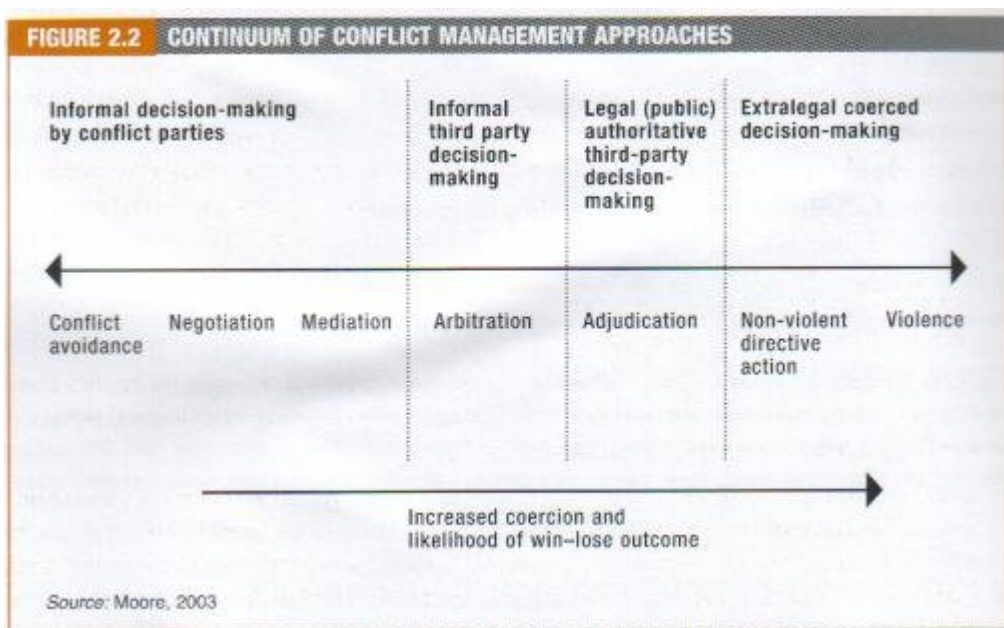 FIGURE 2.2 CONTINUUM OF CONFLICT MANAGEMENT APPROACHES
Informal decision-making
by conflict parties
Informal
third party
decision-
making
Legal (public)
authoritative
third-party
decision-
making
Extralegal coerced
decision-making
Conflict
avoidance
Negotiation
Mediation
Arbitration
Adjudication
Non-violent
directive
action
Violence
Increased coercion and
likelihood of win–lose outcome
Source: Moore, 2003